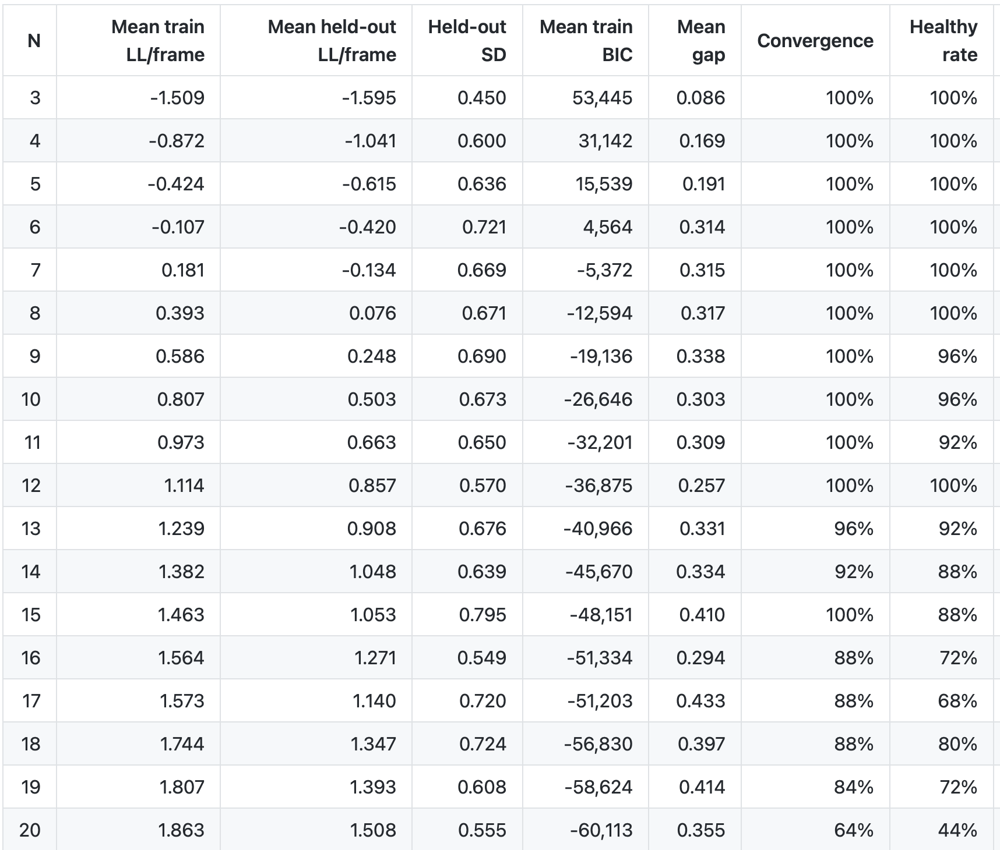 N Mean train LL/frame Mean held-out LL/frame Held-out SD Mean train BIC Mean gap Convergence Healthy rate
3 -1.509 -1.595 0.450 53,445 0.086 100% 100%
4 -0.872 -1.041 0.600 31,142 0.169 100% 100%
5 -0.424 -0.615 0.636 15,539 0.191 100% 100%
6 -0.107 -0.420 0.721 4,564 0.314 100% 100%
7 0.181 -0.134 0.669 -5,372 0.315 100% 100%
8 0.393 0.076 0.671 -12,594 0.317 100% 100%
9 0.586 0.248 0.690 -19,136 0.338 100% 96%
10 0.807 0.503 0.673 -26,646 0.303 100% 96%
11 0.973 0.663 0.650 -32,201 0.309 100% 92%
12 1.114 0.857 0.570 -36,875 0.257 100% 100%
13 1.239 0.908 0.676 -40,966 0.331 96% 92%
14 1.382 1.048 0.639 -45,670 0.334 92% 88%
15 1.463 1.053 0.795 -48,151 0.410 100% 88%
16 1.564 1.271 0.549 -51,334 0.294 88% 72%
17 1.573 1.140 0.720 -51,203 0.433 88% 68%
18 1.744 1.347 0.724 -56,830 0.397 88% 80%
19 1.807 1.393 0.608 -58,624 0.414 84% 72%
20 1.863 1.508 0.555 -60,113 0.355 64% 44%